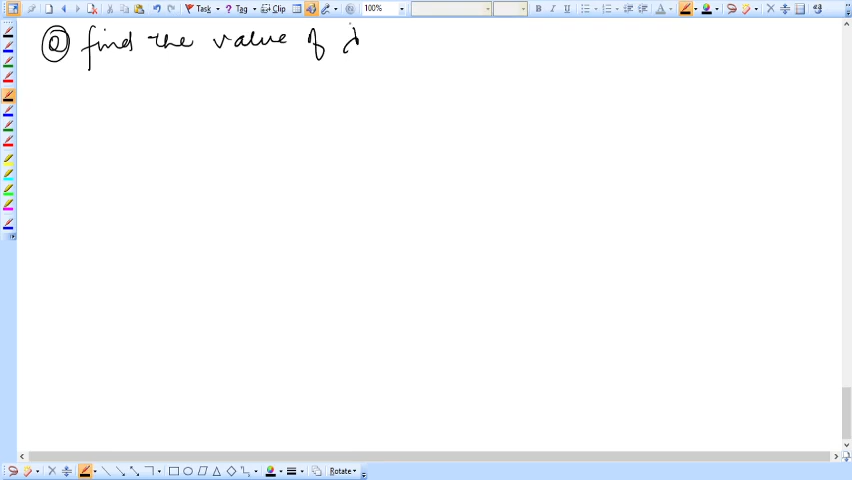 Task Tag Clip 100%
Q find the value of
Rotate